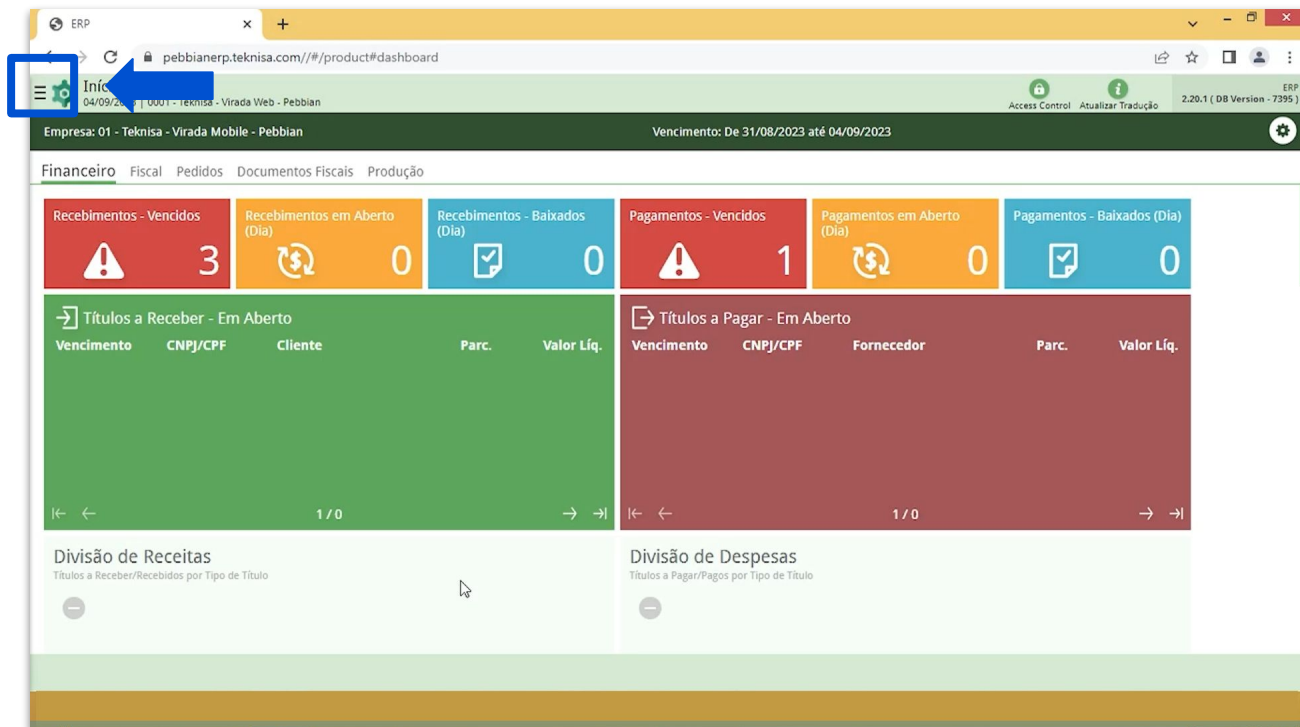 ERP
pebbianerp.teknisa.com//#/product#dashboard
Iníc
04/09/2 | 0001 - Teknisa - Virada Web - Pebbian
Access Control
Atualizar Tradução
ERP
2.20.1 ( DB Version - 7395 )
Empresa: 01 - Teknisa - Virada Mobile - Pebbian
Vencimento: De 31/08/2023 até 04/09/2023
Financeiro Fiscal Pedidos Documentos Fiscais Produção
Recebimentos - Vencidos
3
Recebimentos em Aberto
(Dia)
0
Recebimentos - Baixados
(Dia)
0
Pagamentos - Vencidos
1
Pagamentos em Aberto
(Dia)
0
Pagamentos - Baixados (Dia)
0
Títulos a Receber - Em Aberto
Vencimento CNPJ/CPF Cliente Parc. Valor Líq.
1 / 0
Títulos a Pagar - Em Aberto
Vencimento CNPJ/CPF Fornecedor Parc. Valor Líq.
1 / 0
Divisão de Receitas
Títulos a Receber/Recebidos por Tipo de Título
Divisão de Despesas
Títulos a Pagar/Pagos por Tipo de Título